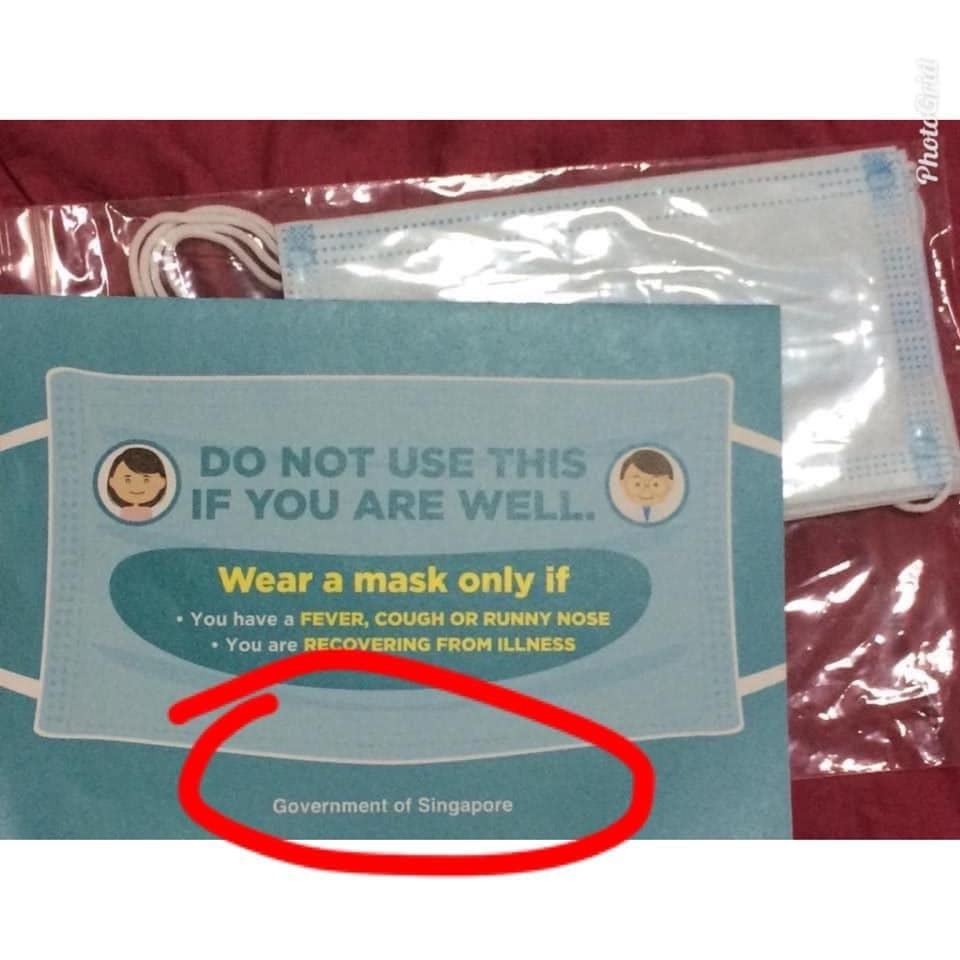 PhotoGrid
DO NOT USE THIS
IF YOU ARE WELL.
Wear a mask only if
• You have a FEVER, COUGH OR RUNNY NOSE
• You are RECOVERING FROM ILLNESS
Government of Singapore